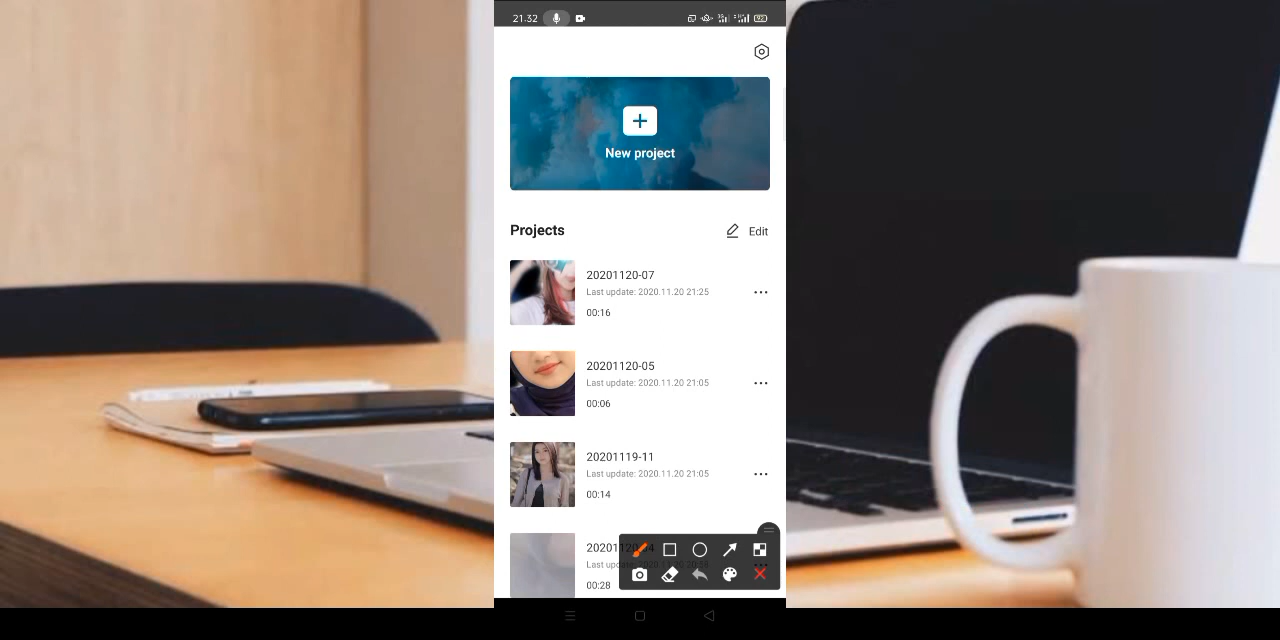 21.32
New project
Projects
Edit
20201120-07
Last update: 2020.11.20 21:25
00:16
20201120-05
Last update: 2020.11.20 21:05
00:06
20201119-11
Last update: 2020.11.20 21:05
00:14
20201120-04
00:28